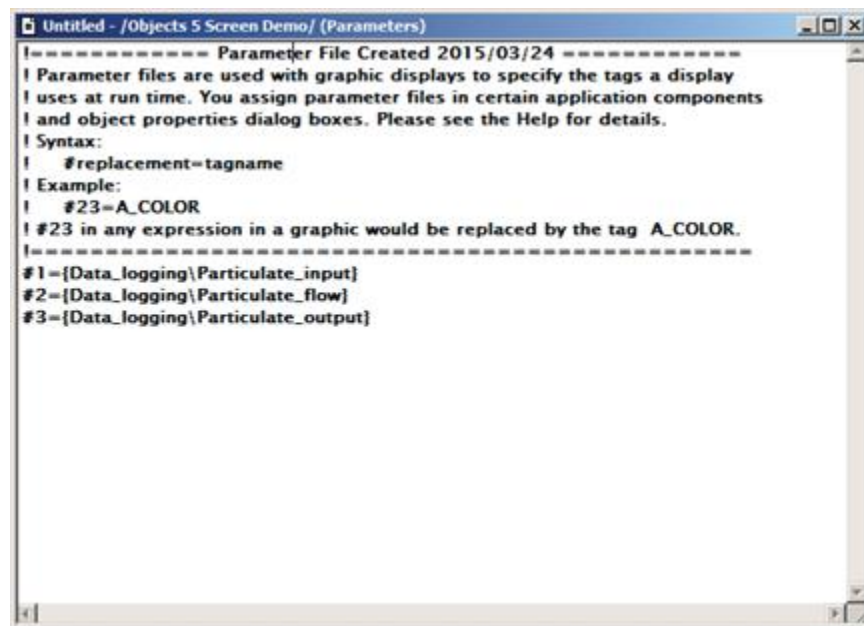 Untitled - /Objects 5 Screen Demo/ (Parameters)
!============ Parameter File Created 2015/03/24 ============
! Parameter files are used with graphic displays to specify the tags a display
! uses at run time. You assign parameter files in certain application components
! and object properties dialog boxes. Please see the Help for details.
! Syntax:
!    #replacement=tagname
! Example:
!    #23=A_COLOR
! #23 in any expression in a graphic would be replaced by the tag  A_COLOR.
!================================================
#1={Data_logging\Particulate_input}
#2={Data_logging\Particulate_flow}
#3={Data_logging\Particulate_output}